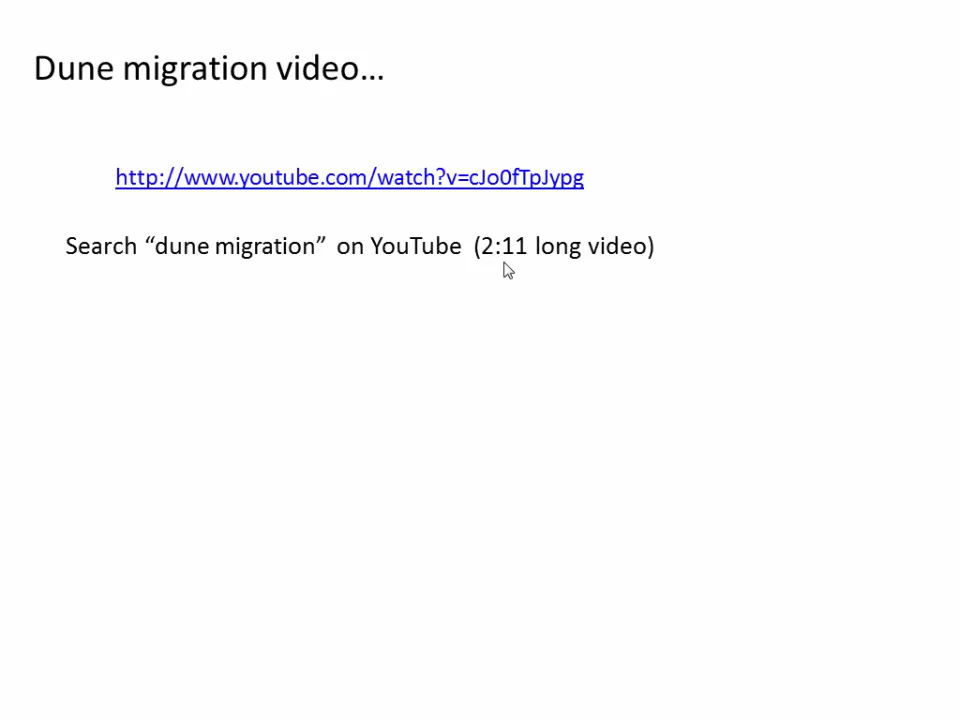 Dune migration video…
http://www.youtube.com/watch?v=cJo0fTpJypg
Search “dune migration” on YouTube (2:11 long video)